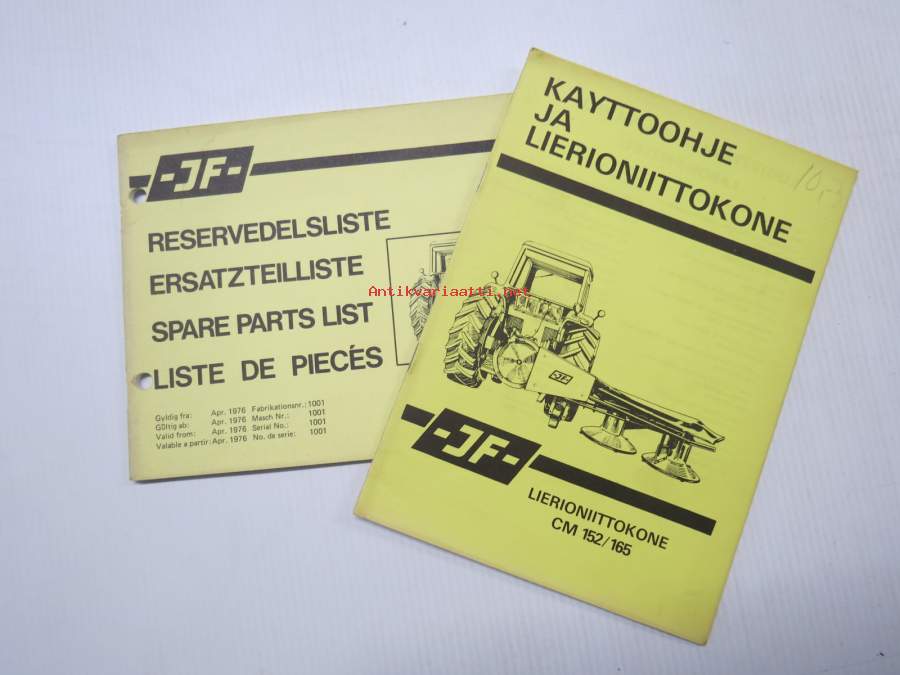 -JF-
RESERVEDELSLISTE
ERSATZTEILLISTE
SPARE PARTS LIST
LISTE DE PIECÉS
Gyldig fra: Apr. 1976 Fabrikationsnr.: 1001
Gültig ab: Apr. 1976 Masch Nr.: 1001
Valid from: Apr. 1976 Serial No.: 1001
Valable a partir: Apr. 1976 No. de serie: 1001
KAYTTOOHJE
JA
LIERIONIITTOKONE
-JF-
-JF-
LIERIONIITTOKONE
CM 152/165
Antikvariaatti.net